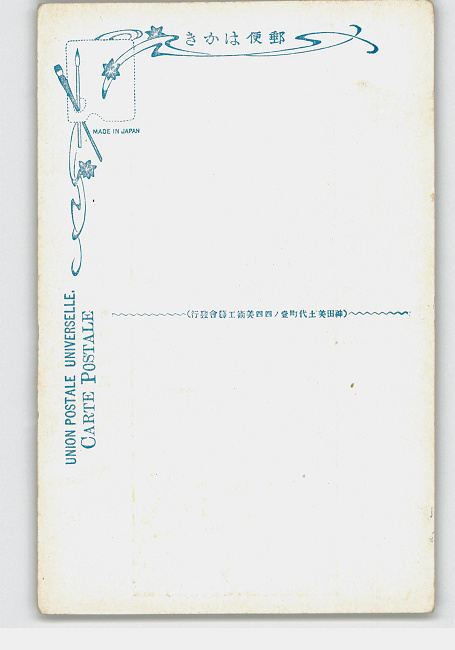 郵便はかき
MADE IN JAPAN
(神田美土代町壹ノ四四美術工藝會發行)
UNION POSTALE UNIVERSELLE.
CARTE POSTALE